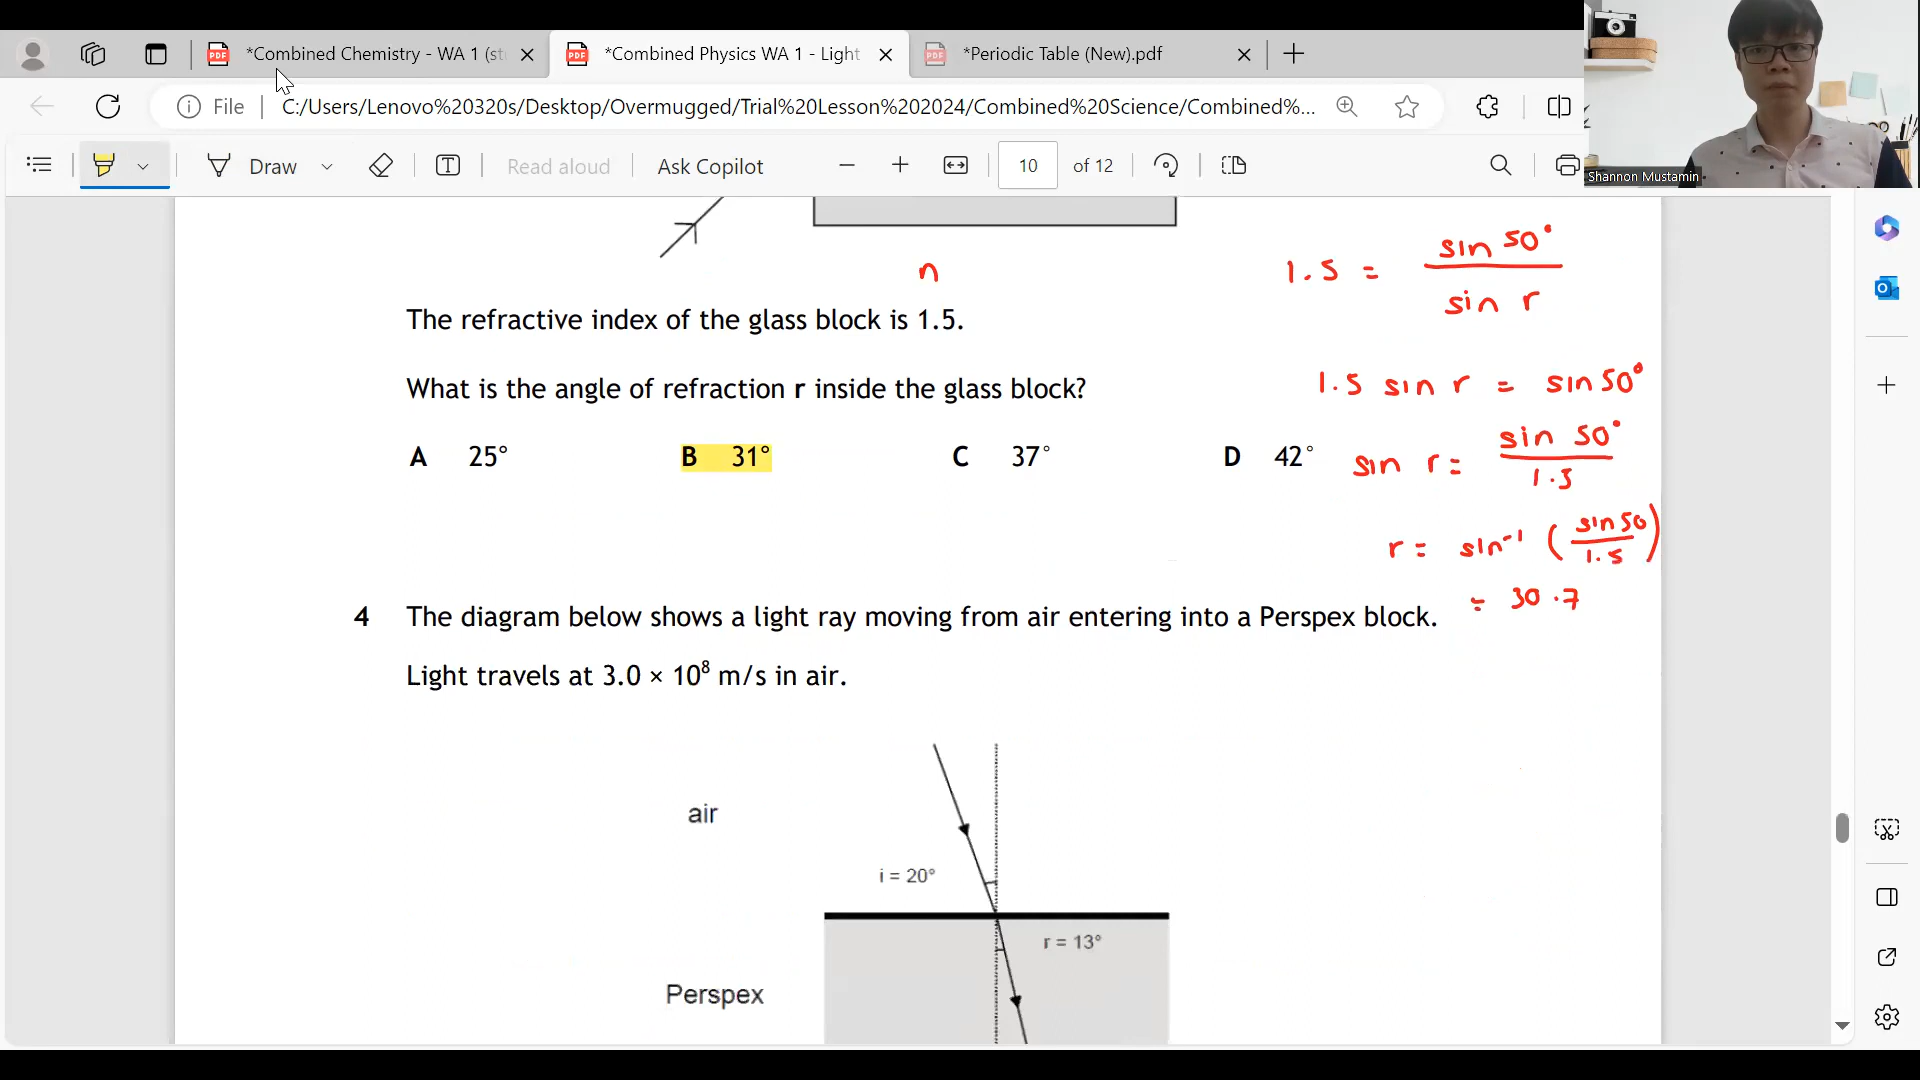 *Combined Chemistry - WA 1 (st
*Combined Physics WA 1 - Light
*Periodic Table (New).pdf
File
C:/Users/Lenovo%20320s/Desktop/Overmugged/Trial%20Lesson%202024/Combined%20Science/Combined%...
Draw
Read aloud
Ask Copilot
10
of 12
Shannon Mustamin
n
The refractive index of the glass block is 1.5.
What is the angle of refraction r inside the glass block?
A 25°
B 31°
C 37°
D 42°
1.5 = sin 50° / sin r
1.5 sin r = sin 50°
sin r = sin 50° / 1.5
r = sin⁻¹ (sin 50 / 1.5)
= 30.7
4 The diagram below shows a light ray moving from air entering into a Perspex block.
Light travels at 3.0 × 10⁸ m/s in air.
air
i = 20°
r = 13°
Perspex